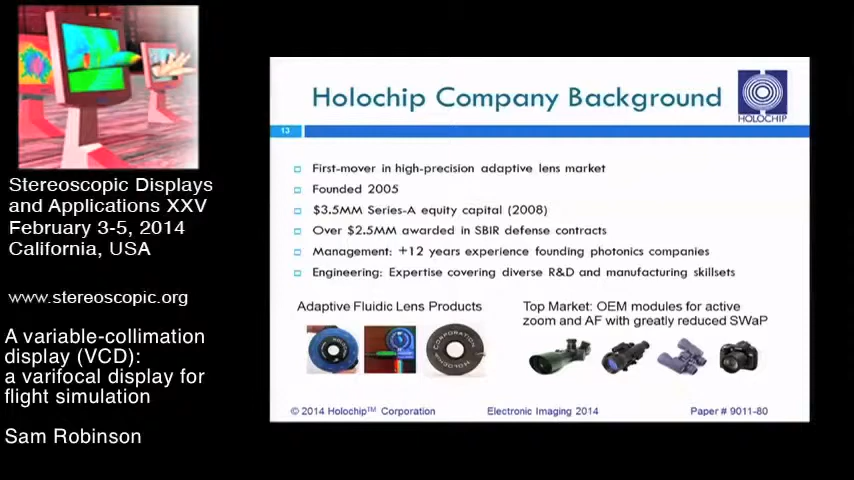 Stereoscopic Displays
and Applications XXV
February 3-5, 2014
California, USA
www.stereoscopic.org
A variable-collimation
display (VCD):
a varifocal display for
flight simulation
Sam Robinson
Holochip Company Background
HOLOCHIP
13
First-mover in high-precision adaptive lens market
Founded 2005
$3.5MM Series-A equity capital (2008)
Over $2.5MM awarded in SBIR defense contracts
Management: +12 years experience founding photonics companies
Engineering: Expertise covering diverse R&D and manufacturing skillsets
Adaptive Fluidic Lens Products
Top Market: OEM modules for active
zoom and AF with greatly reduced SWaP
CORPORATION
HOLOCHIP
© 2014 Holochip™ Corporation
Electronic Imaging 2014
Paper # 9011-80